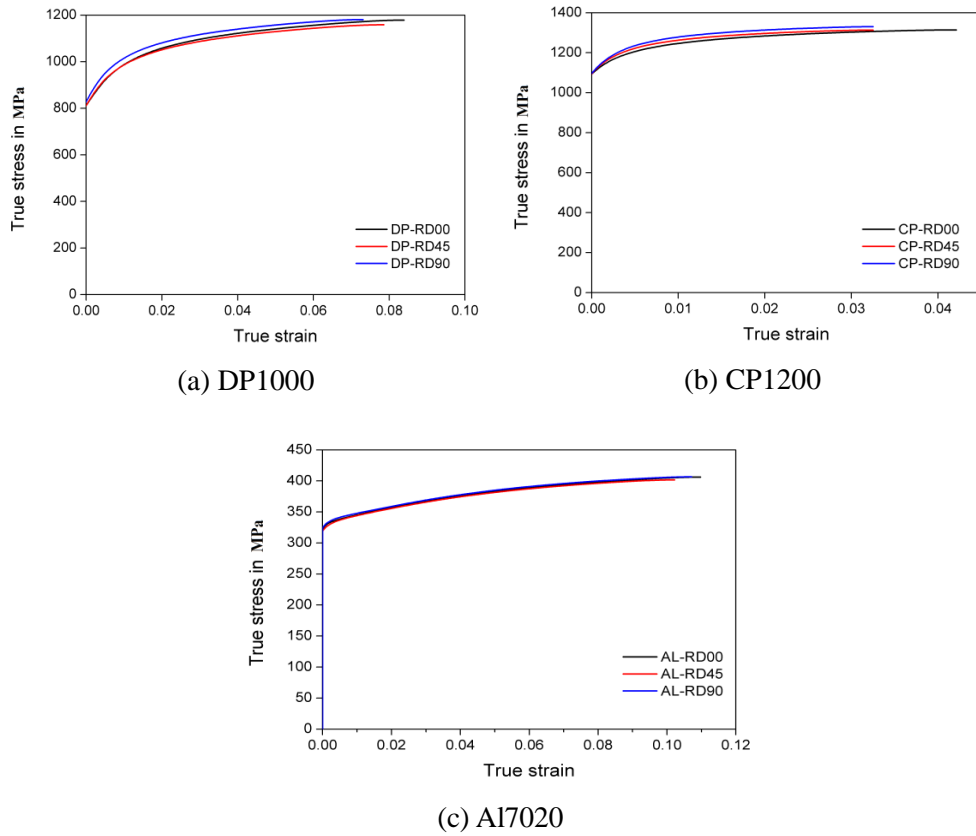 1200
1000
800
600
400
200
0
True stress in MPa
0.00 0.02 0.04 0.06 0.08 0.10
True strain
DP-RD00
DP-RD45
DP-RD90
(a) DP1000
1400
1200
1000
800
600
400
200
0
True stress in MPa
0.00 0.01 0.02 0.03 0.04
True strain
CP-RD00
CP-RD45
CP-RD90
(b) CP1200
450
400
350
300
250
200
150
100
50
0
True stress in MPa
0.00 0.02 0.04 0.06 0.08 0.10 0.12
True strain
AL-RD00
AL-RD45
AL-RD90
(c) Al7020